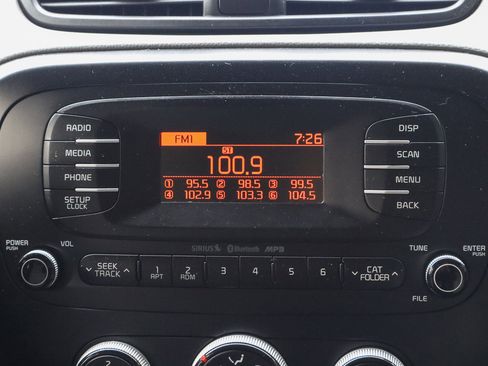 RADIO
MEDIA
PHONE
SETUP
CLOCK
FM1 7:26
ST
100.9
① 95.5 ② 98.5 ③ 99.5
④ 102.9 ⑤ 103.3 ⑥ 104.5
DISP
SCAN
MENU
BACK
SIRIUS Bluetooth MP3
POWER
PUSH
VOL
SEEK
TRACK
1
RPT
2
RDM
3
4
5
6
CAT
FOLDER
TUNE
FILE
ENTER
PUSH
2